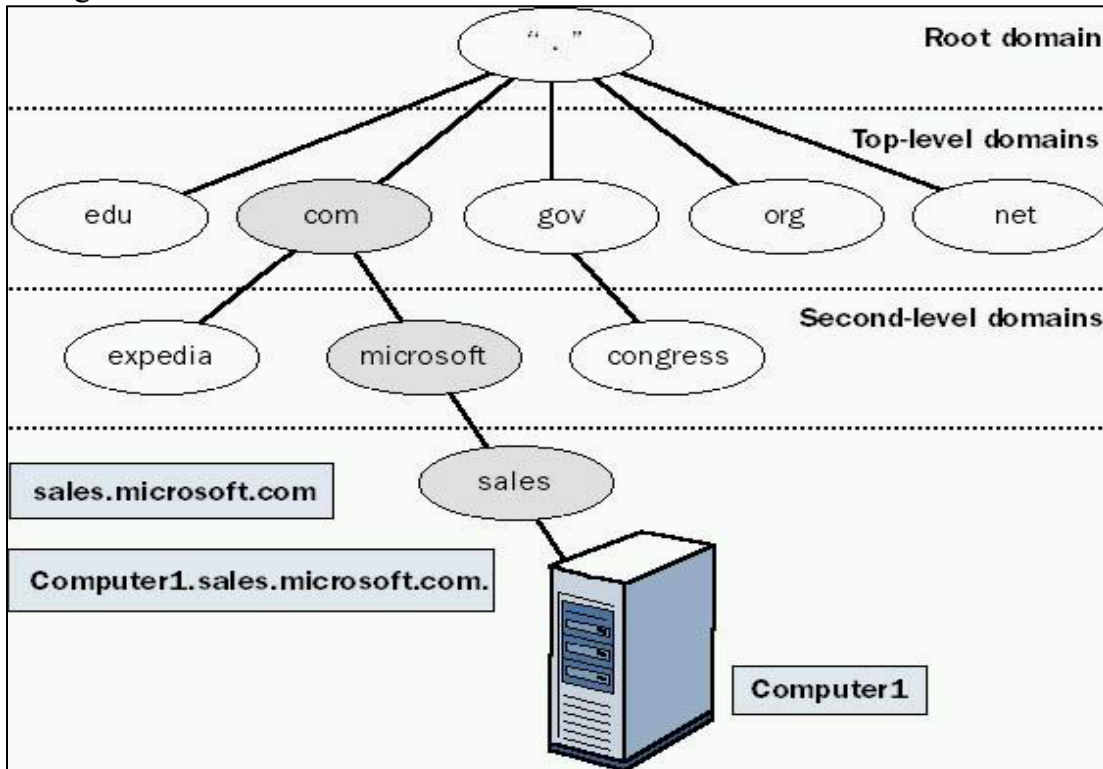 “ . ”
Root domain
Top-level domains
edu
com
gov
org
net
Second-level domains
expedia
microsoft
congress
sales.microsoft.com
sales
Computer1.sales.microsoft.com.
Computer1